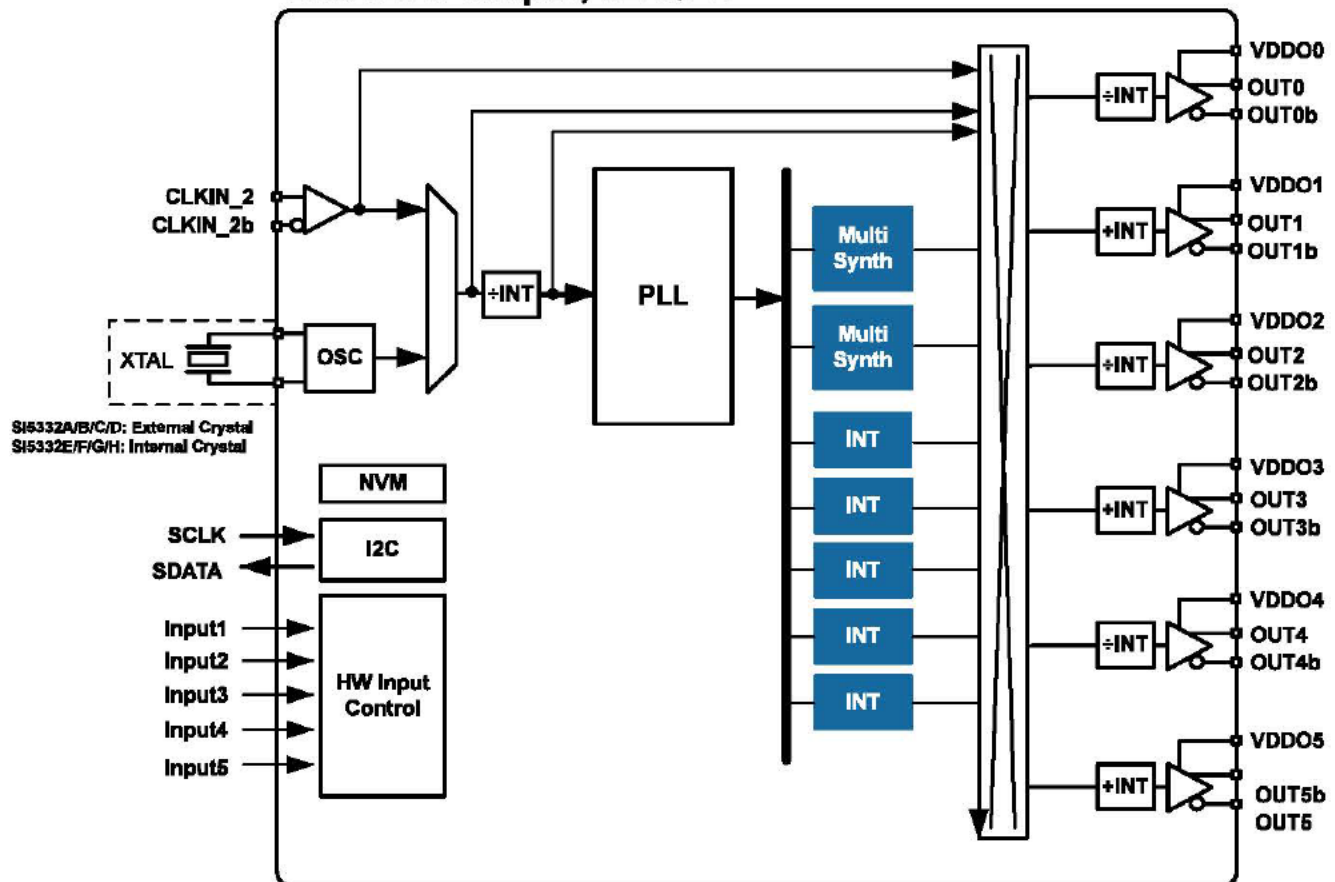 VDDO0
OUT0
OUT0b
÷INT
CLKIN_2
CLKIN_2b
VDDO1
OUT1
OUT1b
+INT
Multi
Synth
÷INT
PLL
XTAL
OSC
Multi
Synth
VDDO2
OUT2
OUT2b
÷INT
Si5332A/B/C/D: External Crystal
Si5332E/F/G/H: Internal Crystal
INT
NVM
INT
VDDO3
OUT3
OUT3b
+INT
SCLK
SDATA
I2C
INT
Input1
Input2
Input3
Input4
Input5
HW Input
Control
INT
INT
VDDO4
OUT4
OUT4b
÷INT
VDDO5
+INT
OUT5b
OUT5